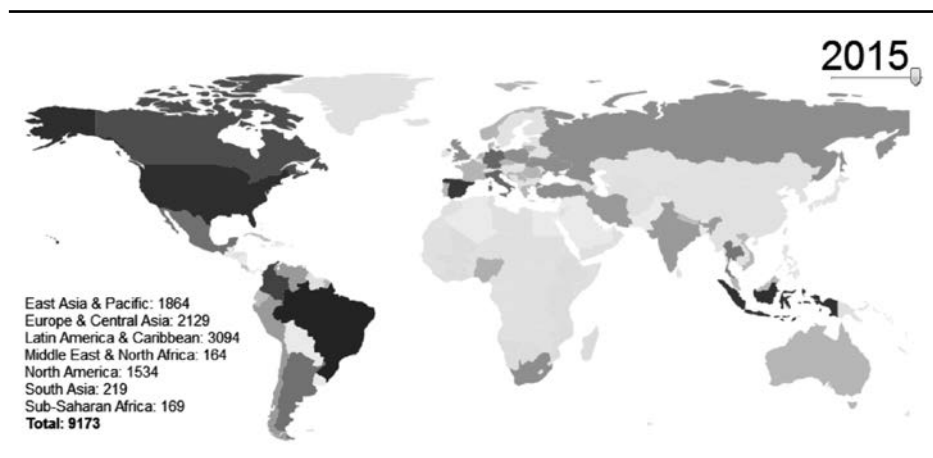 2015
East Asia & Pacific: 1864
Europe & Central Asia: 2129
Latin America & Caribbean: 3094
Middle East & North Africa: 164
North America: 1534
South Asia: 219
Sub-Saharan Africa: 169
Total: 9173